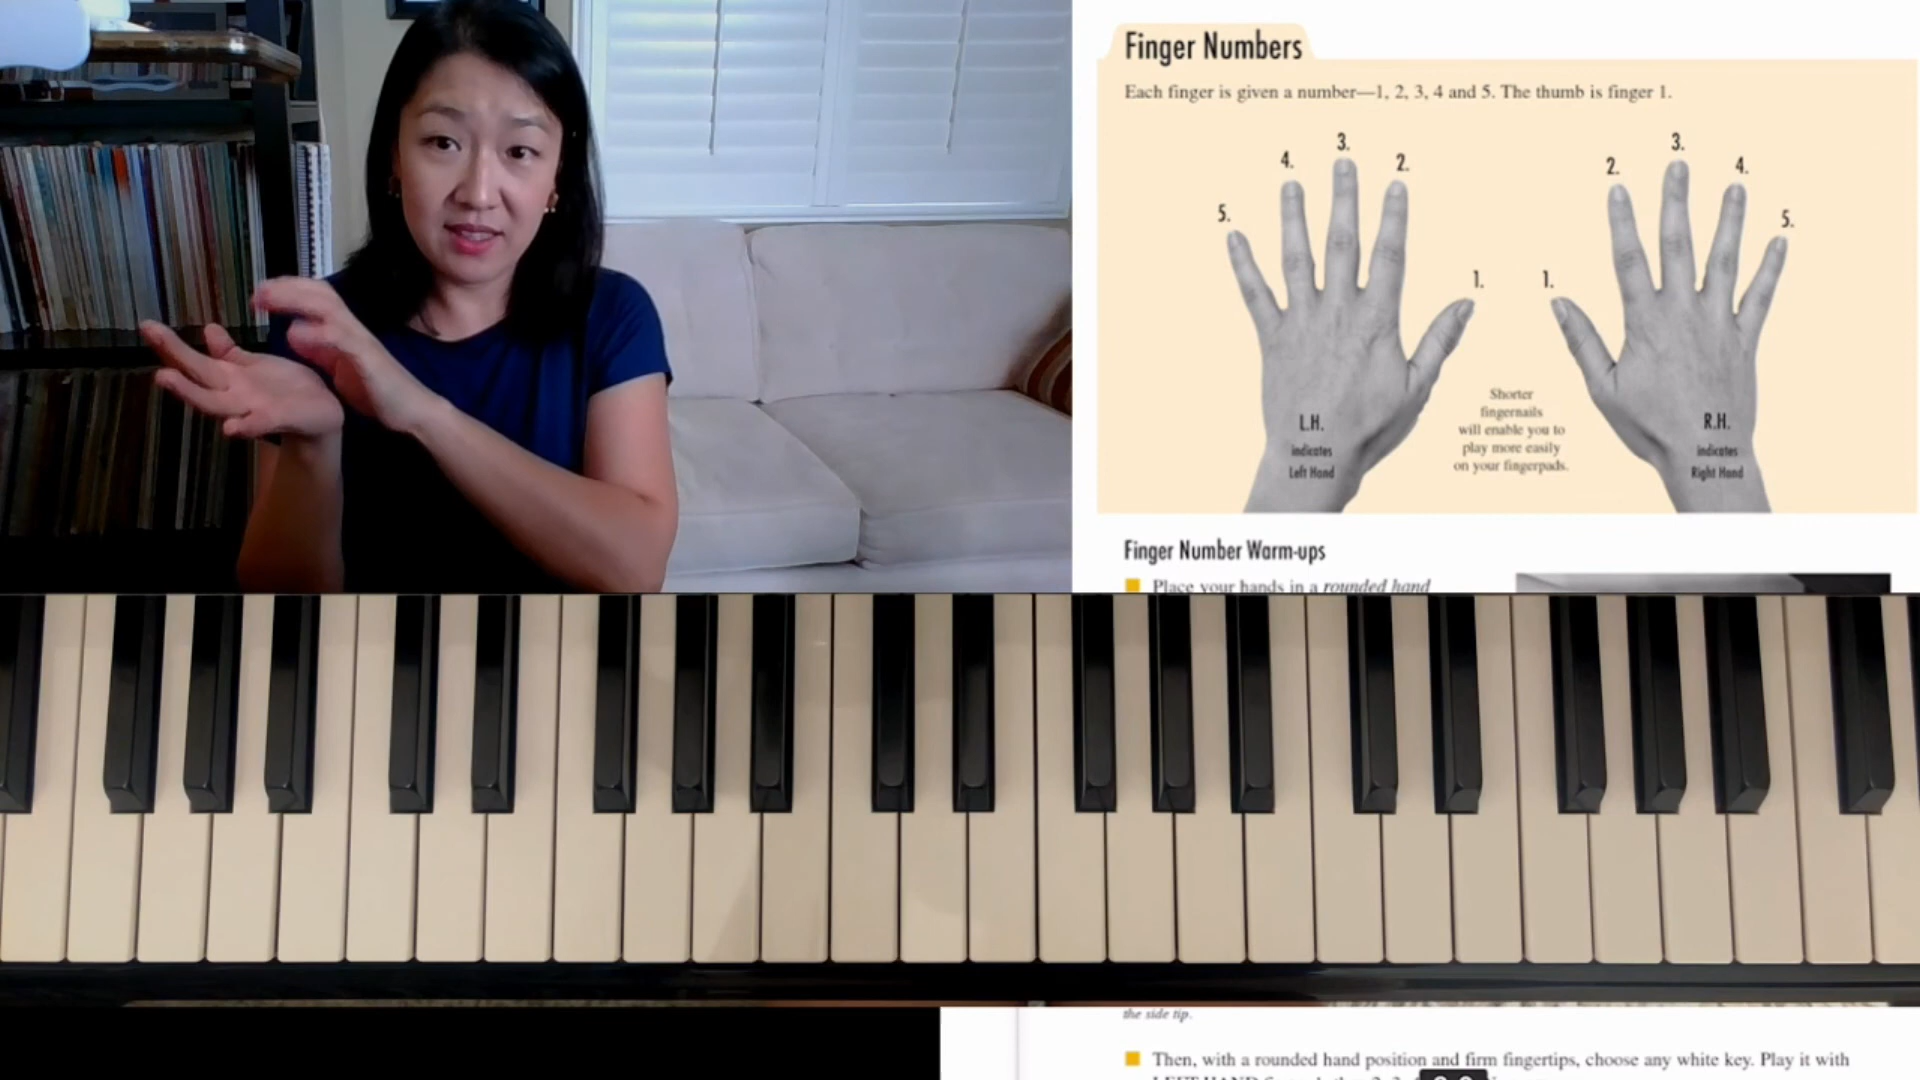 Finger Numbers
Each finger is given a number—1, 2, 3, 4 and 5. The thumb is finger 1.
5.
4.
3.
2.
1.
1.
2.
3.
4.
5.
L.H.
indicates
Left Hand
Shorter
fingernails
will enable you to
play more easily
on your fingerpads.
R.H.
indicates
Right Hand
Finger Number Warm-ups
Place your hands in a rounded hand
the side tip.
Then, with a rounded hand position and firm fingertips, choose any white key. Play it with